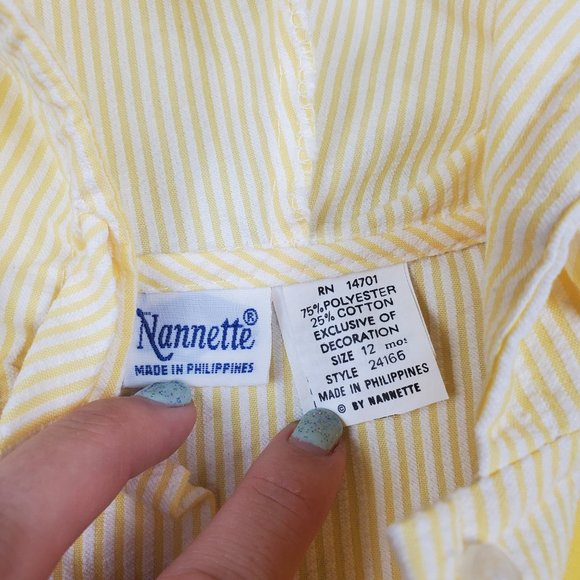 Nannette®
MADE IN PHILIPPINES
RN 14701
75% POLYESTER
25% COTTON
EXCLUSIVE OF
DECORATION
SIZE 12 mos
STYLE 24166
MADE IN PHILIPPINES
© BY NANNETTE